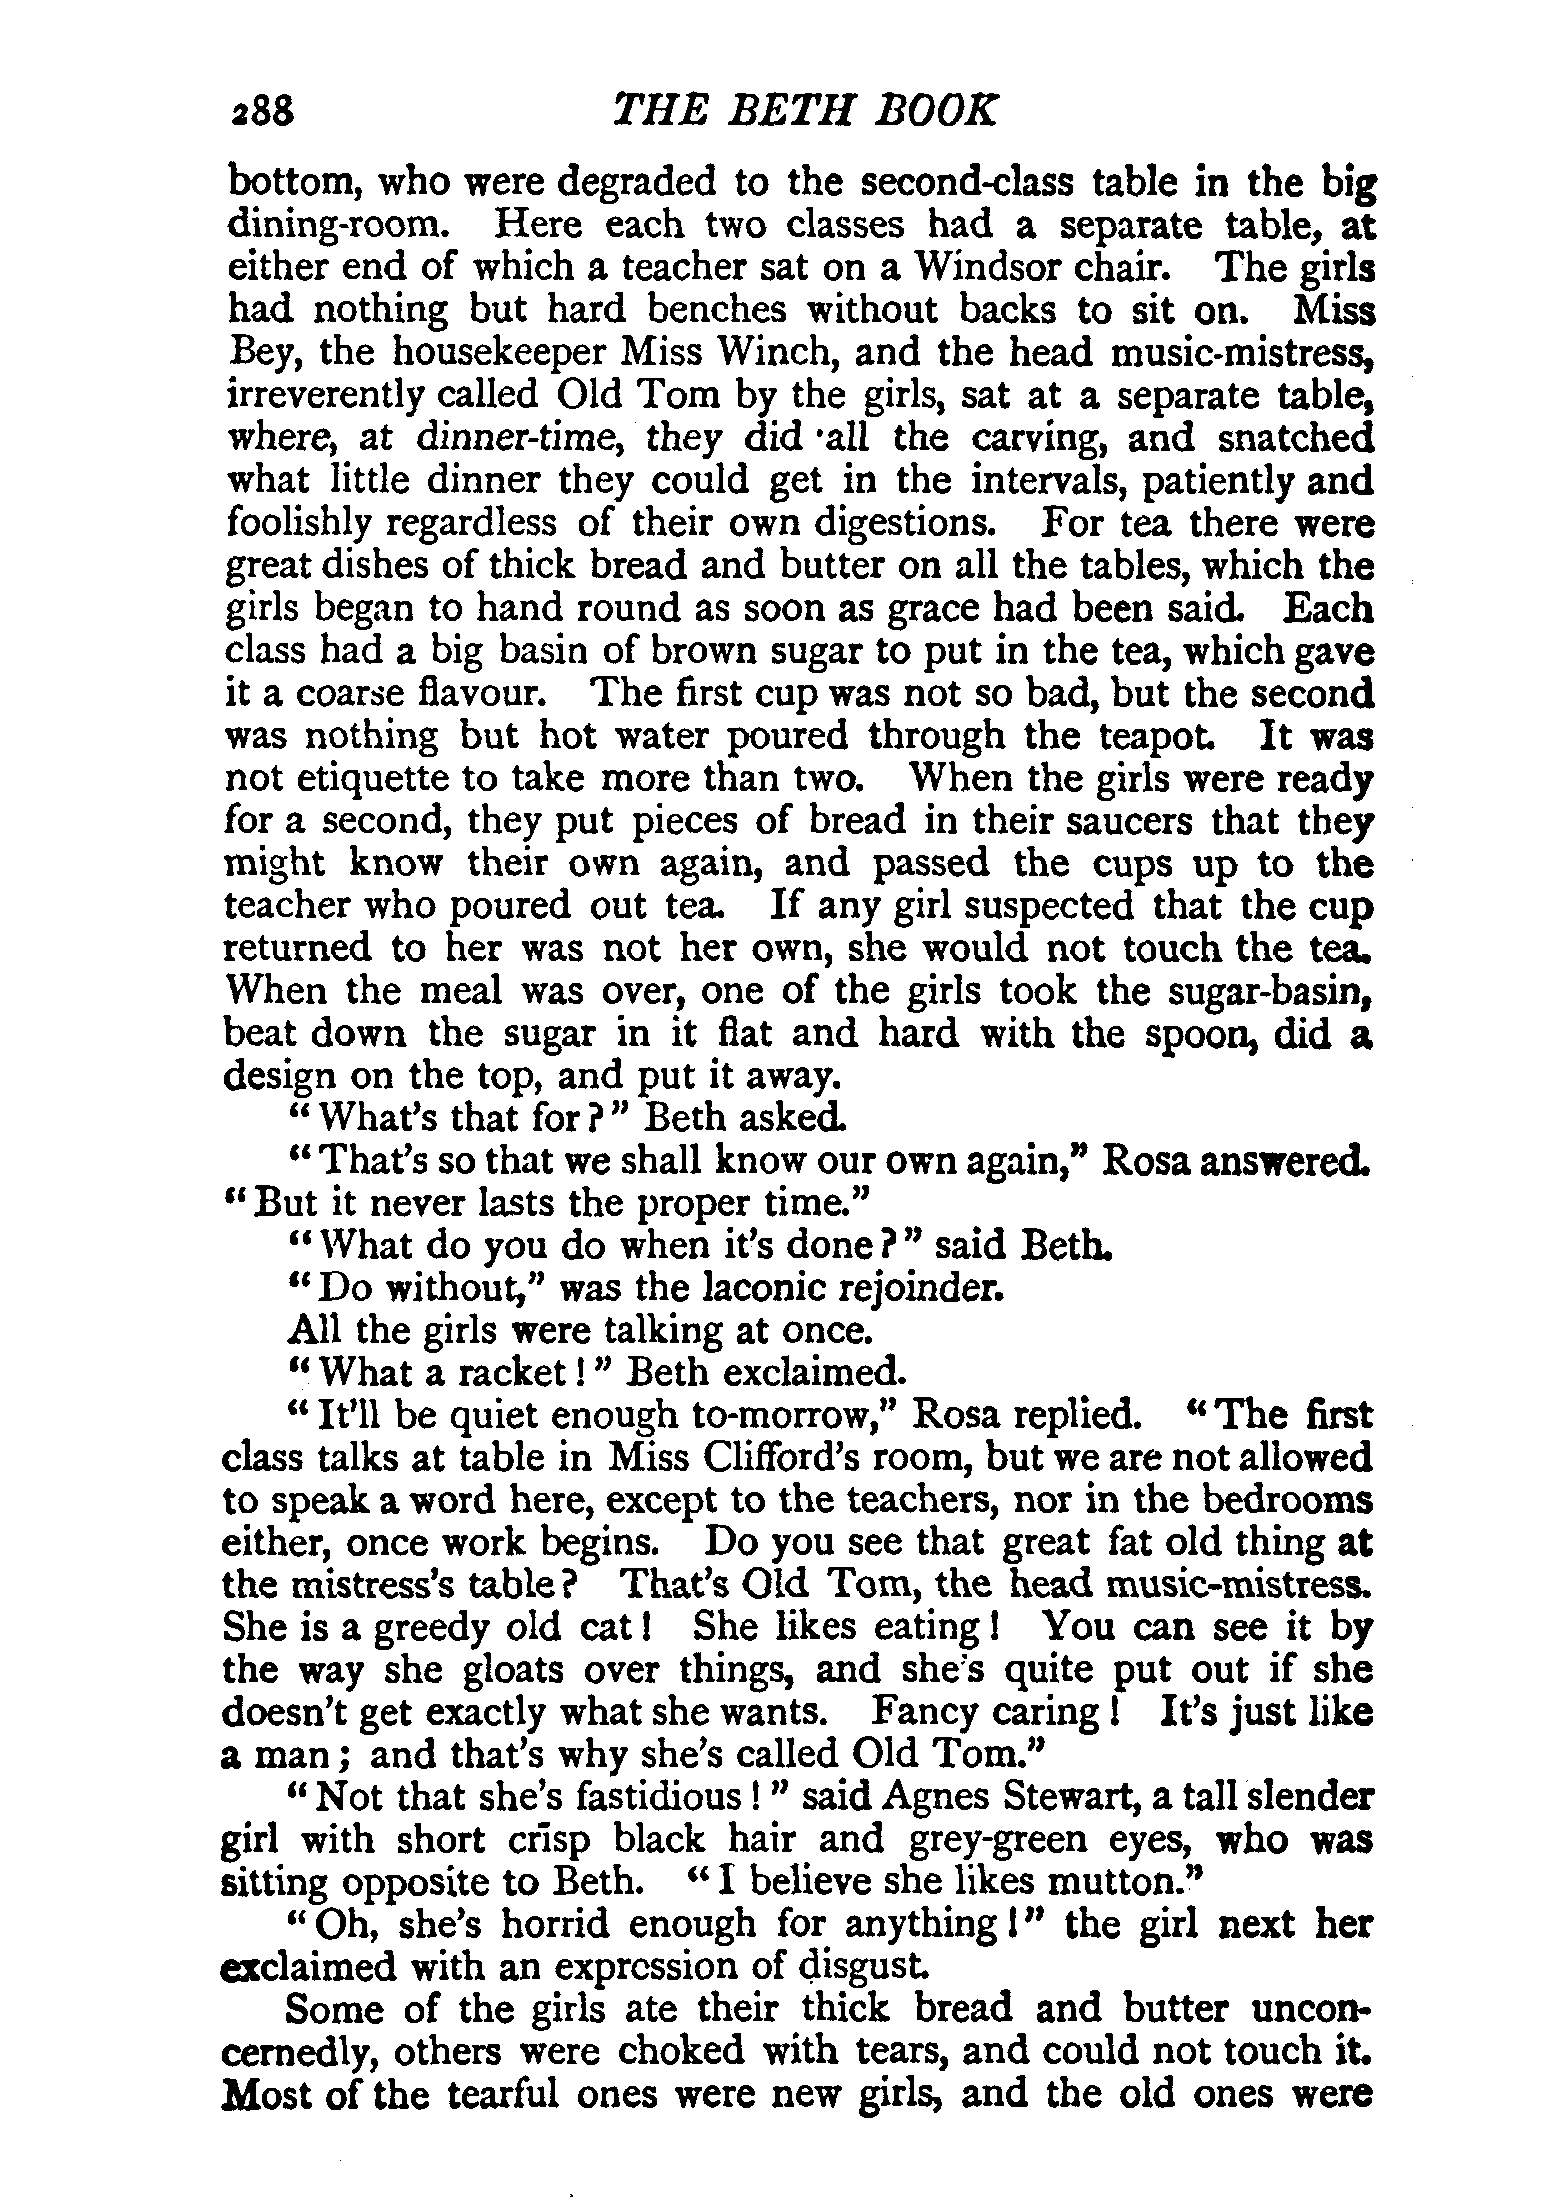 288 THE BETH BOOK
bottom, who were degraded to the second-class table in the big
dining-room. Here each two classes had a separate table, at
either end of which a teacher sat on a Windsor chair. The girls
had nothing but hard benches without backs to sit on. Miss
Bey, the housekeeper Miss Winch, and the head music-mistress,
irreverently called Old Tom by the girls, sat at a separate table,
where, at dinner-time, they did all the carving, and snatched
what little dinner they could get in the intervals, patiently and
foolishly regardless of their own digestions. For tea there were
great dishes of thick bread and butter on all the tables, which the
girls began to hand round as soon as grace had been said. Each
class had a big basin of brown sugar to put in the tea, which gave
it a coarse flavour. The first cup was not so bad, but the second
was nothing but hot water poured through the teapot. It was
not etiquette to take more than two. When the girls were ready
for a second, they put pieces of bread in their saucers that they
might know their own again, and passed the cups up to the
teacher who poured out tea. If any girl suspected that the cup
returned to her was not her own, she would not touch the tea.
When the meal was over, one of the girls took the sugar-basin,
beat down the sugar in it flat and hard with the spoon, did a
design on the top, and put it away.
"What's that for?" Beth asked.
"That's so that we shall know our own again," Rosa answered.
"But it never lasts the proper time."
"What do you do when it's done?" said Beth.
"Do without," was the laconic rejoinder.
All the girls were talking at once.
"What a racket!" Beth exclaimed.
"It'll be quiet enough to-morrow," Rosa replied. "The first
class talks at table in Miss Clifford's room, but we are not allowed
to speak a word here, except to the teachers, nor in the bedrooms
either, once work begins. Do you see that great fat old thing at
the mistress's table? That's Old Tom, the head music-mistress.
She is a greedy old cat! She likes eating! You can see it by
the way she gloats over things, and she's quite put out if she
doesn't get exactly what she wants. Fancy caring! It's just like
a man; and that's why she's called Old Tom."
"Not that she's fastidious!" said Agnes Stewart, a tall slender
girl with short crisp black hair and grey-green eyes, who was
sitting opposite to Beth. "I believe she likes mutton."
"Oh, she's horrid enough for anything!" the girl next her
exclaimed with an expression of disgust.
Some of the girls ate their thick bread and butter uncon-
cernedly, others were choked with tears, and could not touch it.
Most of the tearful ones were new girls, and the old ones were